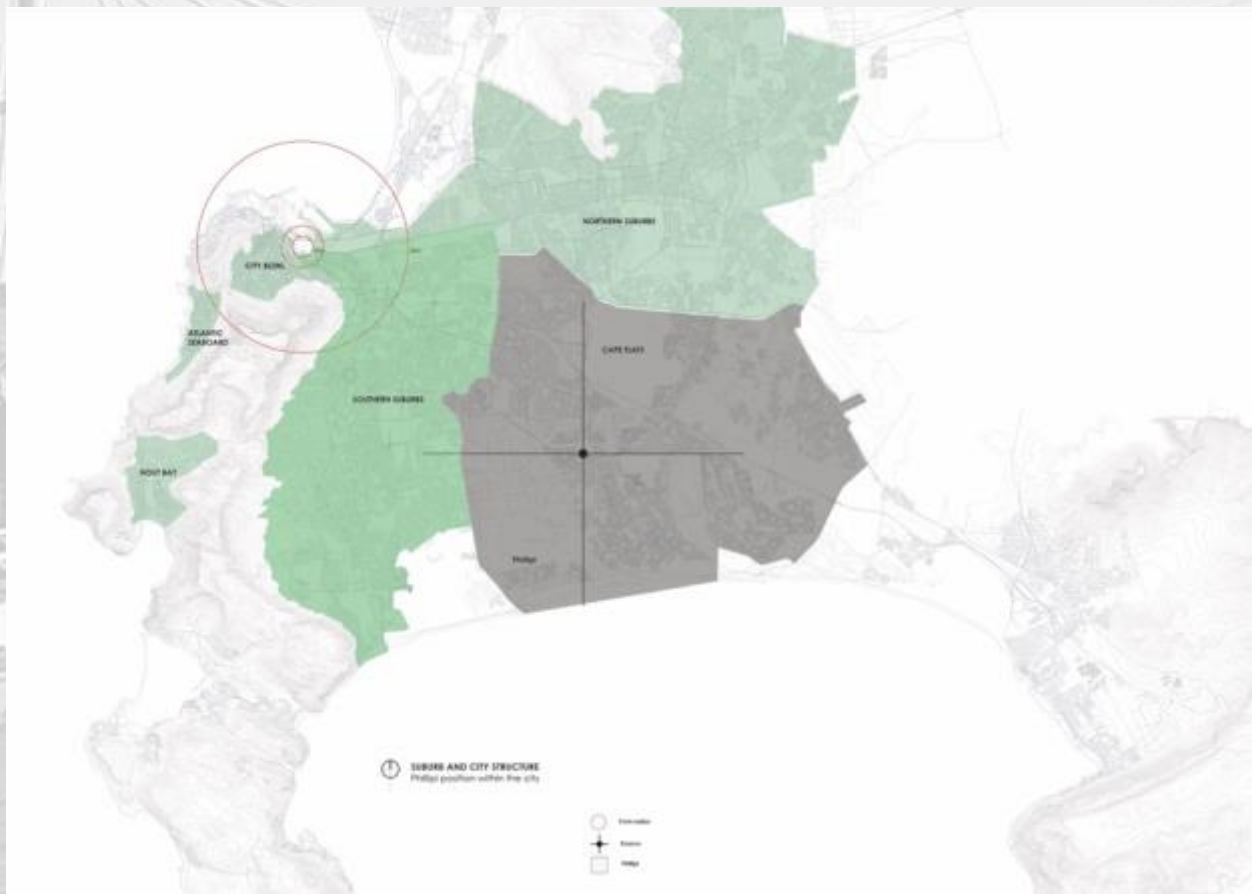 NORTHERN SUBURBS
CITY BOWL
ATLANTIC
SEABOARD
CAPE FLATS
SOUTHERN SUBURBS
HOUT BAY
Philippi
SUBURB AND CITY STRUCTURE
Philippi position within the city
Philippi